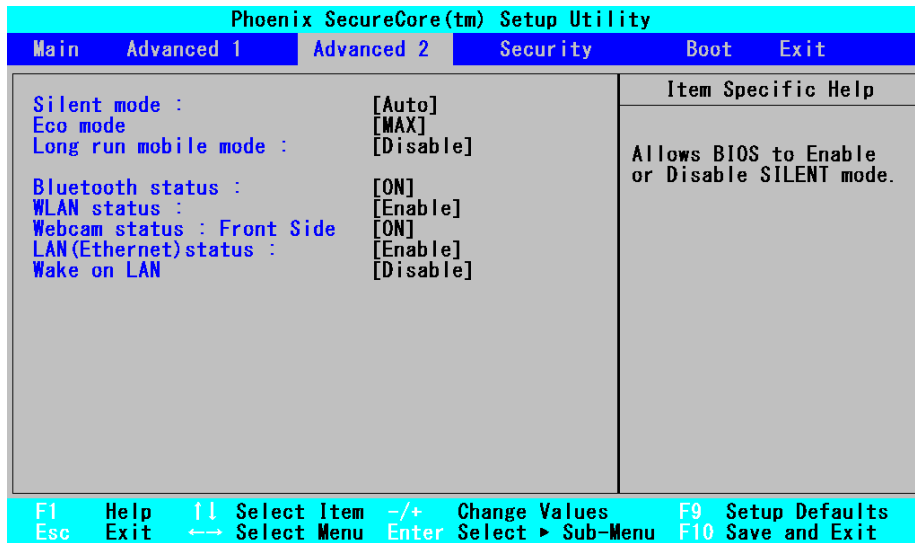 Phoenix SecureCore(tm) Setup Utility
Main Advanced 1 Advanced 2 Security Boot Exit
Silent mode : [Auto]
Eco mode [MAX]
Long run mobile mode : [Disable]
Bluetooth status : [ON]
WLAN status : [Enable]
Webcam status : Front Side [ON]
LAN(Ethernet)status : [Enable]
Wake on LAN [Disable]
Item Specific Help
Allows BIOS to Enable
or Disable SILENT mode.
F1 Help ↑↓ Select Item -/+ Change Values F9 Setup Defaults
Esc Exit ←→ Select Menu Enter Select ▶ Sub-Menu F10 Save and Exit